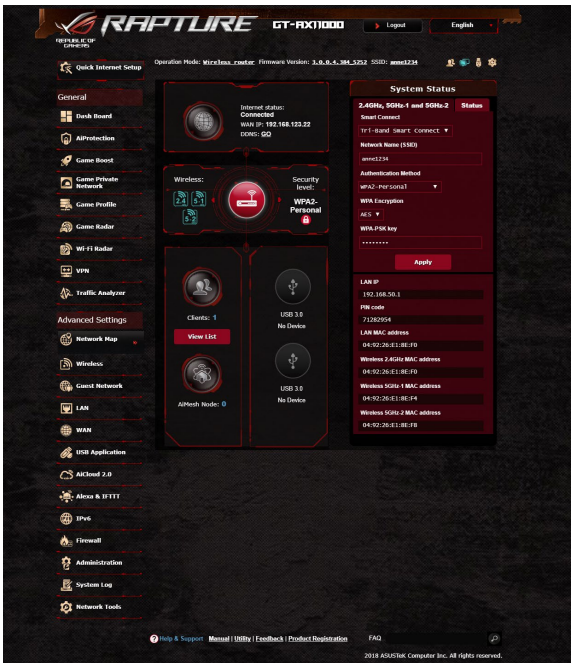 REPUBLIC OF
GAMERS
RAPTURE
GT-AX11000
Logout
English
Quick Internet Setup
Operation Mode: Wireless router Firmware Version: 3.0.0.4.384_5252 SSID: anne1234
General
Dash Board
AiProtection
Game Boost
Game Private
Network
Game Profile
Game Radar
Wi-Fi Radar
VPN
Traffic Analyzer
Advanced Settings
Network Map
Wireless
Guest Network
LAN
WAN
USB Application
AiCloud 2.0
Alexa & IFTTT
IPv6
Firewall
Administration
System Log
Network Tools
Internet status:
Connected
WAN IP: 192.168.123.22
DDNS: GO
Wireless:
2.4 5-1
5-2
Security
level:
WPA2-
Personal
Clients: 1
View List
AiMesh Node: 0
USB 3.0
No Device
USB 3.0
No Device
System Status
2.4GHz, 5GHz-1 and 5GHz-2 Status
Smart Connect
Tri-Band Smart Connect
Network Name (SSID)
anne1234
Authentication Method
WPA2-Personal
WPA Encryption
AES
WPA-PSK key
········
Apply
LAN IP
192.168.50.1
PIN code
71282954
LAN MAC address
04:92:26:E1:8E:F0
Wireless 2.4GHz MAC address
04:92:26:E1:8E:F0
Wireless 5GHz-1 MAC address
04:92:26:E1:8E:F4
Wireless 5GHz-2 MAC address
04:92:26:E1:8E:F8
Help & Support Manual | Utility | Feedback | Product Registration FAQ
2018 ASUSTeK Computer Inc. All rights reserved.